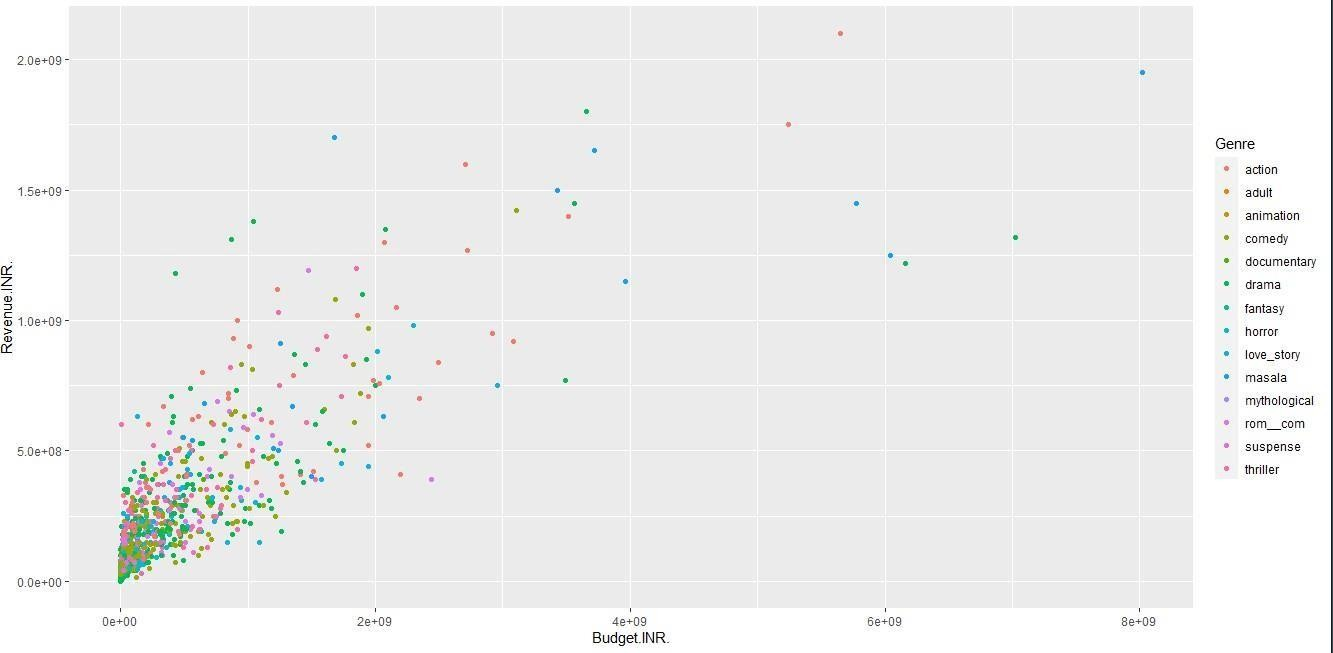 2.0e+09
1.5e+09
1.0e+09
5.0e+08
0.0e+00
Revenue.INR.
0e+00 2e+09 4e+09 6e+09 8e+09
Budget.INR.
Genre
action
adult
animation
comedy
documentary
drama
fantasy
horror
love_story
masala
mythological
rom__com
suspense
thriller